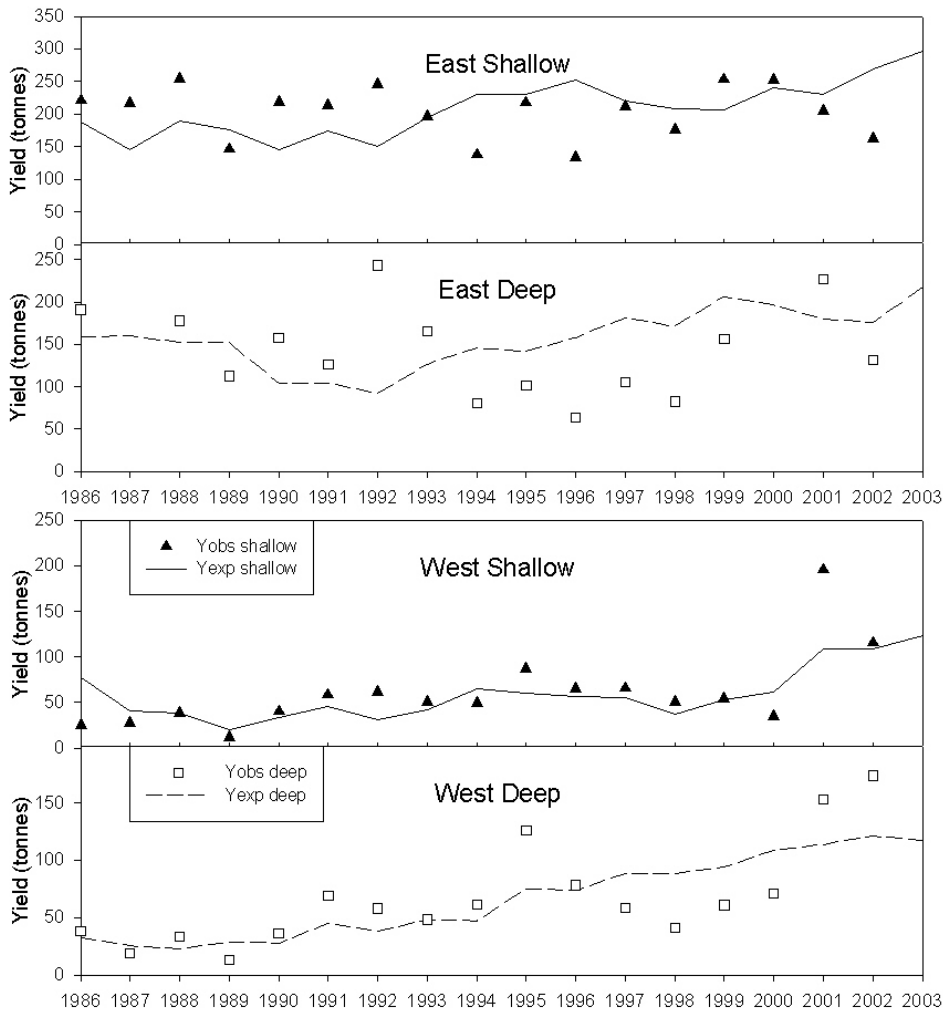 350
300
250
200
150
100
50
0
Yield (tonnes)
East Shallow
250
200
150
100
50
0
Yield (tonnes)
East Deep
1986 1987 1988 1989 1990 1991 1992 1993 1994 1995 1996 1997 1998 1999 2000 2001 2002 2003
250
200
150
100
50
0
Yield (tonnes)
Yobs shallow
Yexp shallow
West Shallow
150
100
50
0
Yield (tonnes)
Yobs deep
Yexp deep
West Deep
1986 1987 1988 1989 1990 1991 1992 1993 1994 1995 1996 1997 1998 1999 2000 2001 2002 2003